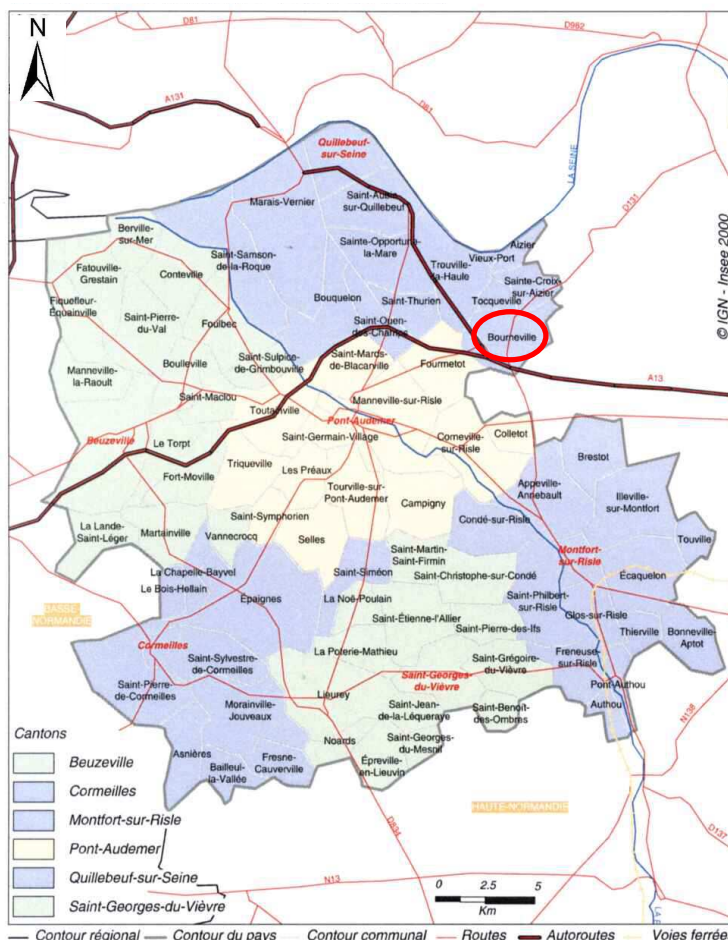 N
D81
D982
A131
D81
Quillebeuf-
sur-Seine
LA SEINE
D131
Marais-Vernier
Saint-Aubin
sur-Quillebeuf
Berville-
sur-Mer
Sainte-Opportune
la-Mare
Aizier
Vieux-Port
Saint-Samson-
de-la-Roque
Trouville-
la-Haule
Sainte-Croix
sur-Aizier
Fatouville-
Grestain
Conteville
Bouquelon
Saint-Thurien
Tocqueville
Fiquefleur-
Equainville
Saint-Pierre-
du-Val
Foulbec
Saint-Ouen-
des-Champs
Bourneville
© IGN - Insee 2000
Saint-Mards-
de-Blacarville
Fourmetot
Boulleville
Saint-Sulpice-
de-Grimbouville
Manneville-
la-Raoult
A13
Saint-Maclou
Manneville-sur-Risle
Toutainville
Pont-Audemer
Beuzeville
Le Torpt
Saint-Germain-Village
Corneville-
sur-Risle
Colletot
Triqueville
Les Préaux
Brestot
Fort-Moville
Tourville-sur-
Pont-Audemer
Appeville-
Annebault
Illeville-
sur-Montfort
Campigny
La Lande-
Saint-Léger
Martainville
Saint-Symphorien
Condé-sur-Risle
Vannecrocq
Selles
Touville
Saint-Martin-
Saint-Firmin
Montfort-
sur-Risle
La Chapelle-Bayvel
Saint-Siméon
Saint-Christophe-sur-Condé
Écaquelon
Le Bois-Hellain
Épaignes
La Noë-Poulain
Saint-Philbert-
sur-Risle
BASSE
NORMANDIE
Saint-Étienne-l'Allier
Glos-sur-Risle
Saint-Pierre-des-Ifs
Thierville
Bonneville-
Aptot
Cormeilles
La Poterie-Mathieu
Freneuse-
sur-Risle
Saint-Sylvestre-
de-Cormeilles
Saint-Grégoire-
du-Vièvre
Saint-Georges-
du-Vièvre
Saint-Pierre-
de-Cormeilles
Lieurey
Pont-Authou
Morainville-
Jouveaux
Saint-Jean-
de-la-Léqueraye
Saint-Benoît-
des-Ombres
Authou
N138
Noards
Saint-Georges-
du-Mesnil
Asnières
Bailleul-
la-Vallée
Fresne-
Cauverville
Épreville-
en-Lieuvin
HAUTE-NORMANDIE
D834
D137
N13
Cantons
Beuzeville
Cormeilles
Montfort-sur-Risle
Pont-Audemer
Quillebeuf-sur-Seine
Saint-Georges-du-Vièvre
0 2.5 5
Km
Contour régional Contour du pays Contour communal Routes Autoroutes Voies ferrées